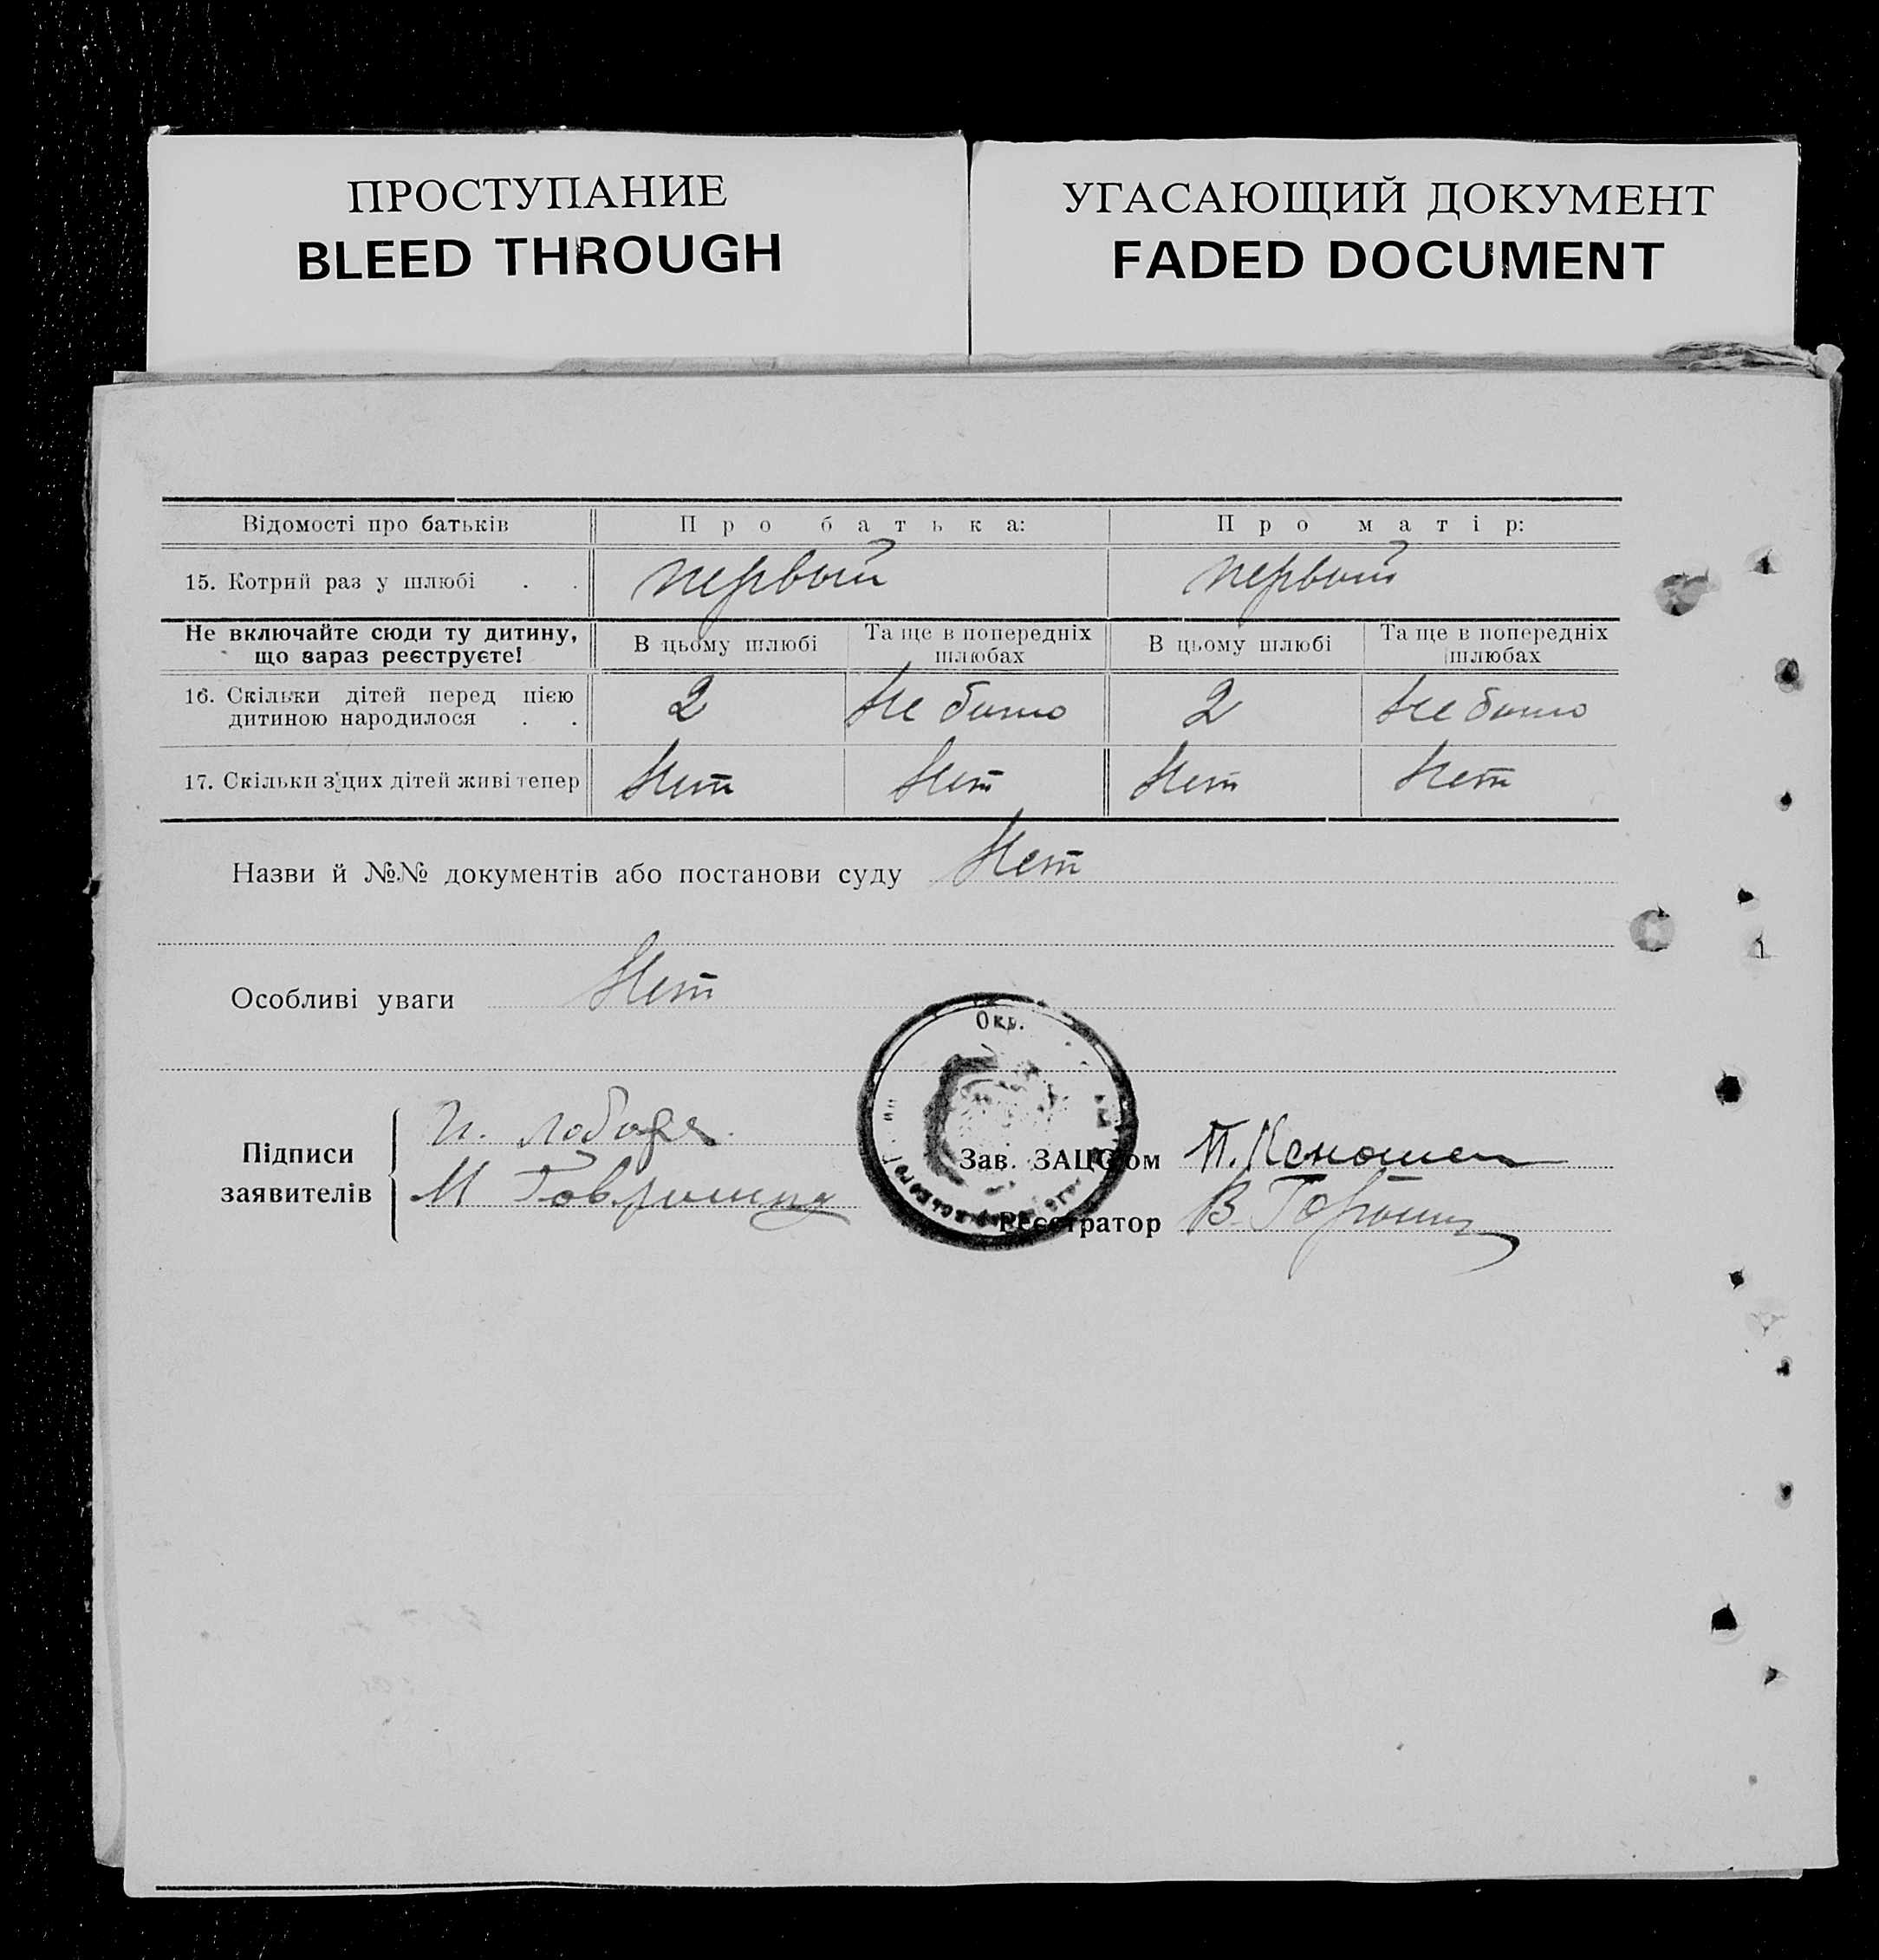 ПРОСТУПАНИЕ
BLEED THROUGH
УГАСАЮЩИЙ ДОКУМЕНТ
FADED DOCUMENT
Відомості про батьків Про батька: Про матір:
15. Котрий раз у шлюбі . . первый первый
Не включайте сюди ту дитину, що зараз реєструєте! В цьому шлюбі Та ще в попередніх шлюбах В цьому шлюбі Та ще в попередніх шлюбах
16. Скільки дітей перед цією
дитиною народилося . . 2 Не было 2 Не было
17. Скільки з цих дітей живі тепер Нет Нет Нет Нет
Назви й №№ документів або постанови суду Нет
Особливі уваги Нет
Окр.
Підписи заявителів
И. Лобода
М
Зав. ЗАЦСом П.
Реєстратор В.